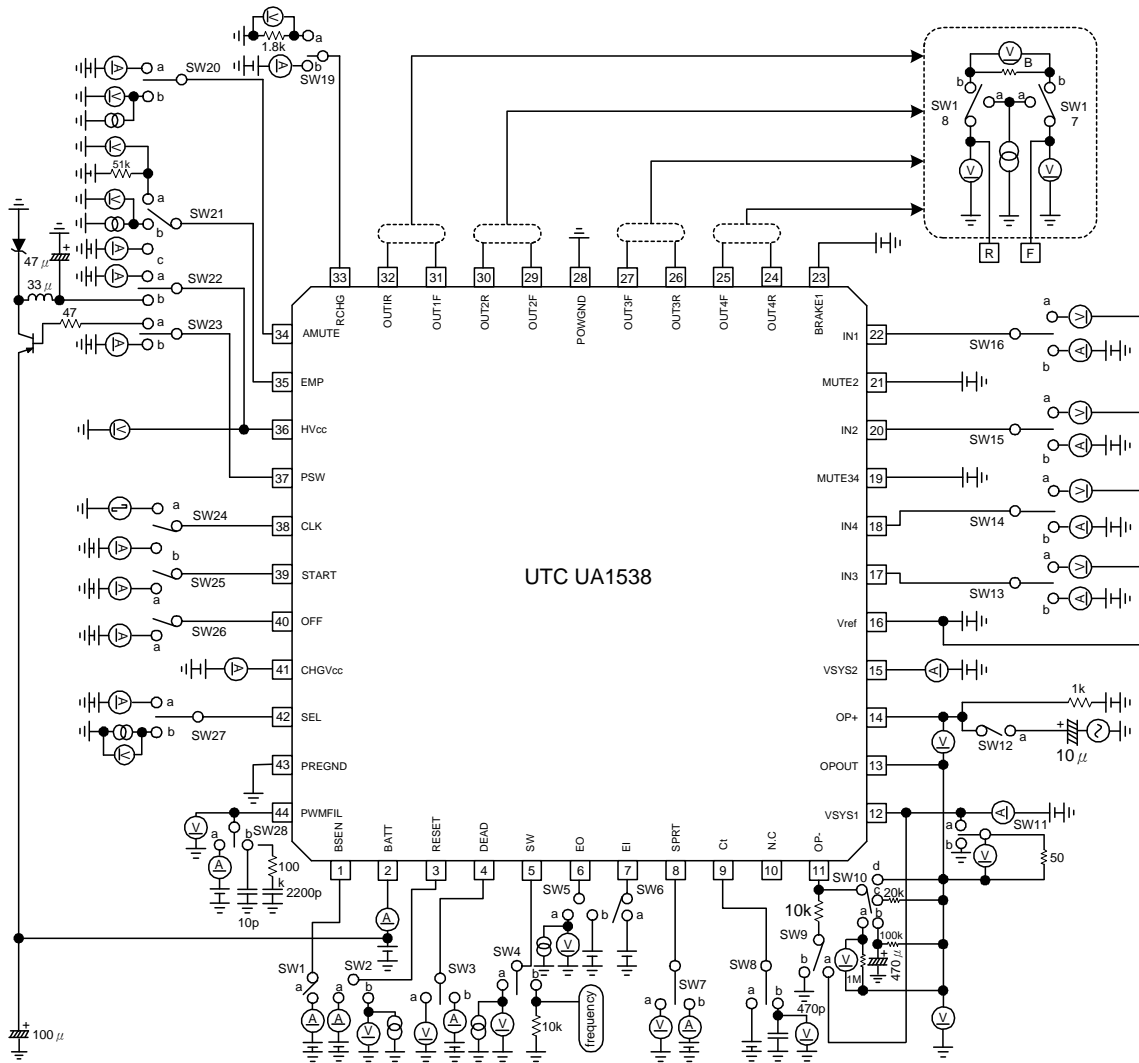 V
a
1.8k
A
b
SW19
A
a
SW20
V
b
V
51k
a
V
SW21
b
A
c
47 μ
A
a
SW22
33 μ
b
47
a
SW23
A
b
V
a
SW24
A
b
SW25
A
a
SW26
A
a
A
A
a
SW27
b
V
V
B
b
b
a
a
SW1
8
SW1
7
V
V
R
F
33
32
31
30
29
28
27
26
25
24
23
RCHG
OUTIR
OUT1F
OUT2R
OUT2F
POWGND
OUT3F
OUT3R
OUT4F
OUT4R
BRAKE1
34
AMUTE
35
EMP
36
HVcc
37
PSW
38
CLK
39
START
40
OFF
41
CHGVcc
42
SEL
43
PREGND
44
PWMFIL
UTC UA1538
IN1
22
MUTE2
21
IN2
20
MUTE34
19
IN4
18
IN3
17
Vref
16
VSYS2
15
OP+
14
OPOUT
13
VSYS1
12
SW16
a
V
b
A
SW15
a
V
b
A
SW14
a
V
b
A
SW13
a
V
b
A
A
1k
SW12
a
+
10 μ
V
A
SW11
a
b
V
50
BSEN
BATT
RESET
DEAD
SW
EO
EI
SPRT
Ct
N.C
OP-
1
2
3
4
5
6
7
8
9
10
11
V
a
b
SW28
A
10p
100
k
2200p
A
SW1
a
A
SW2
a
b
A
V
SW3
a
b
V
A
SW4
a
b
V
10k
frequency
SW5
a
b
V
SW6
a
SW7
a
b
V
A
SW8
a
b
470p
V
10k
SW9
b
a
SW10
d
c
20k
b
a
100k
V
1M
+
470 μ
V
+
100 μ